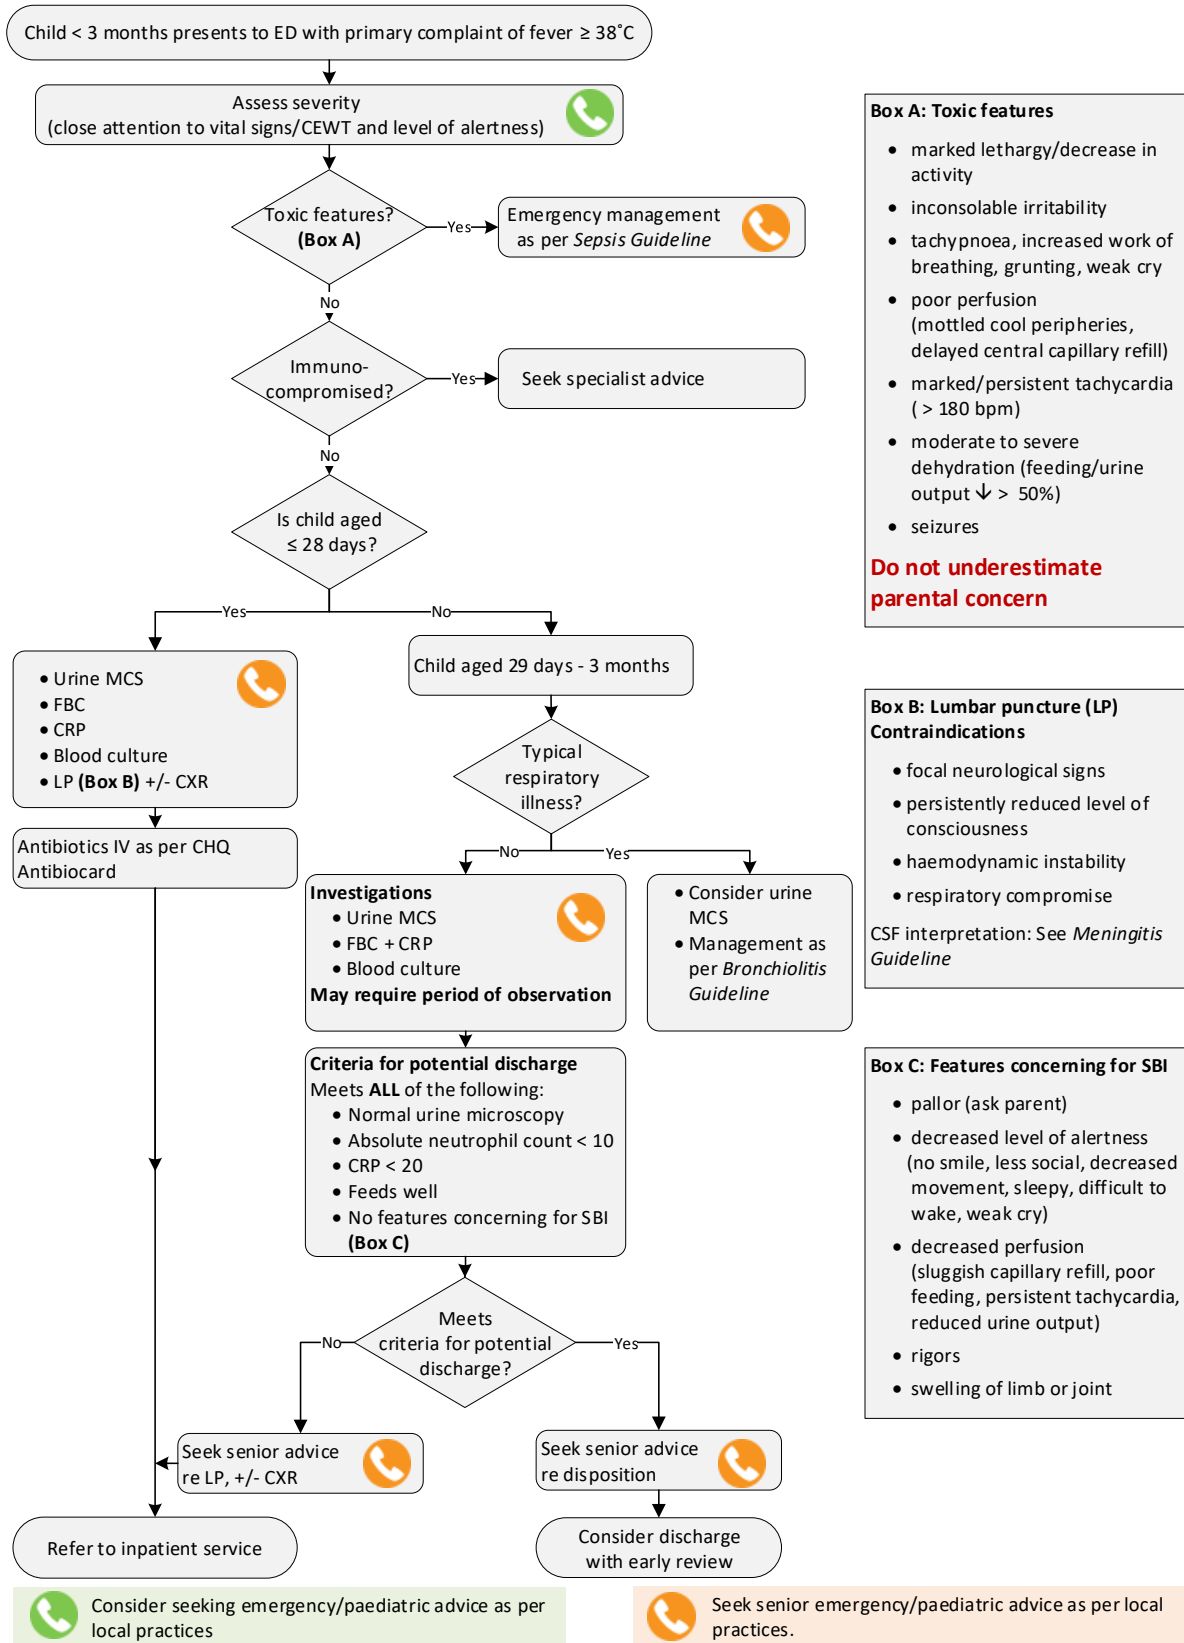 Child < 3 months presents to ED with primary complaint of fever ≥ 38˚C
Assess severity
(close attention to vital signs/CEWT and level of alertness)
Toxic features?
(Box A)
Yes
Emergency management
as per Sepsis Guideline
No
Immuno-
compromised?
Yes
Seek specialist advice
No
Is child aged
≤ 28 days?
Yes
No
• Urine MCS
• FBC
• CRP
• Blood culture
• LP (Box B) +/- CXR
Antibiotics IV as per CHQ
Antibiocard
Child aged 29 days - 3 months
Typical
respiratory
illness?
No
Yes
Investigations
• Urine MCS
• FBC + CRP
• Blood culture
May require period of observation
• Consider urine
MCS
• Management as
per Bronchiolitis
Guideline
Criteria for potential discharge
Meets ALL of the following:
• Normal urine microscopy
• Absolute neutrophil count < 10
• CRP < 20
• Feeds well
• No features concerning for SBI
(Box C)
Meets
criteria for potential
discharge?
No
Yes
Seek senior advice
re LP, +/- CXR
Seek senior advice
re disposition
Refer to inpatient service
Consider discharge
with early review
Box A: Toxic features
• marked lethargy/decrease in
activity
• inconsolable irritability
• tachypnoea, increased work of
breathing, grunting, weak cry
• poor perfusion
(mottled cool peripheries,
delayed central capillary refill)
• marked/persistent tachycardia
( > 180 bpm)
• moderate to severe
dehydration (feeding/urine
output ↓ > 50%)
• seizures
Do not underestimate
parental concern
Box B: Lumbar puncture (LP)
Contraindications
• focal neurological signs
• persistently reduced level of
consciousness
• haemodynamic instability
• respiratory compromise
CSF interpretation: See Meningitis
Guideline
Box C: Features concerning for SBI
• pallor (ask parent)
• decreased level of alertness
(no smile, less social, decreased
movement, sleepy, difficult to
wake, weak cry)
• decreased perfusion
(sluggish capillary refill, poor
feeding, persistent tachycardia,
reduced urine output)
• rigors
• swelling of limb or joint
Consider seeking emergency/paediatric advice as per
local practices
Seek senior emergency/paediatric advice as per local
practices.